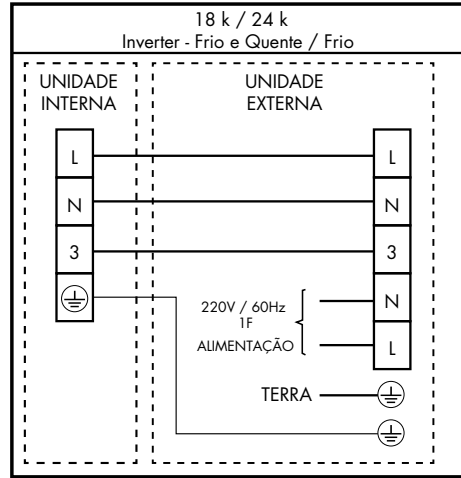 18 k / 24 k
Inverter - Frio e Quente / Frio
UNIDADE
INTERNA
UNIDADE
EXTERNA
L
N
3
L
N
3
N
L
220V / 60Hz
1F
ALIMENTAÇÃO
TERRA